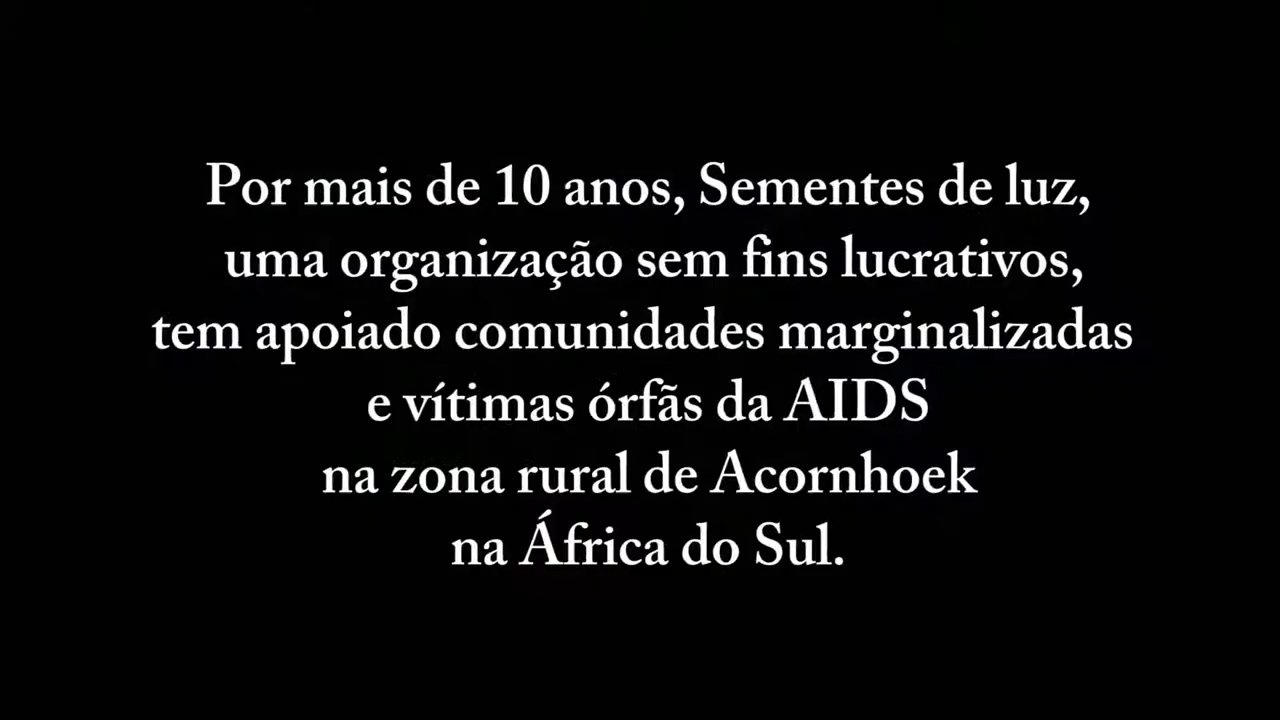 Por mais de 10 anos, Sementes de luz,
uma organização sem fins lucrativos,
tem apoiado comunidades marginalizadas
e vítimas órfãs da AIDS
na zona rural de Acornhoek
na África do Sul.